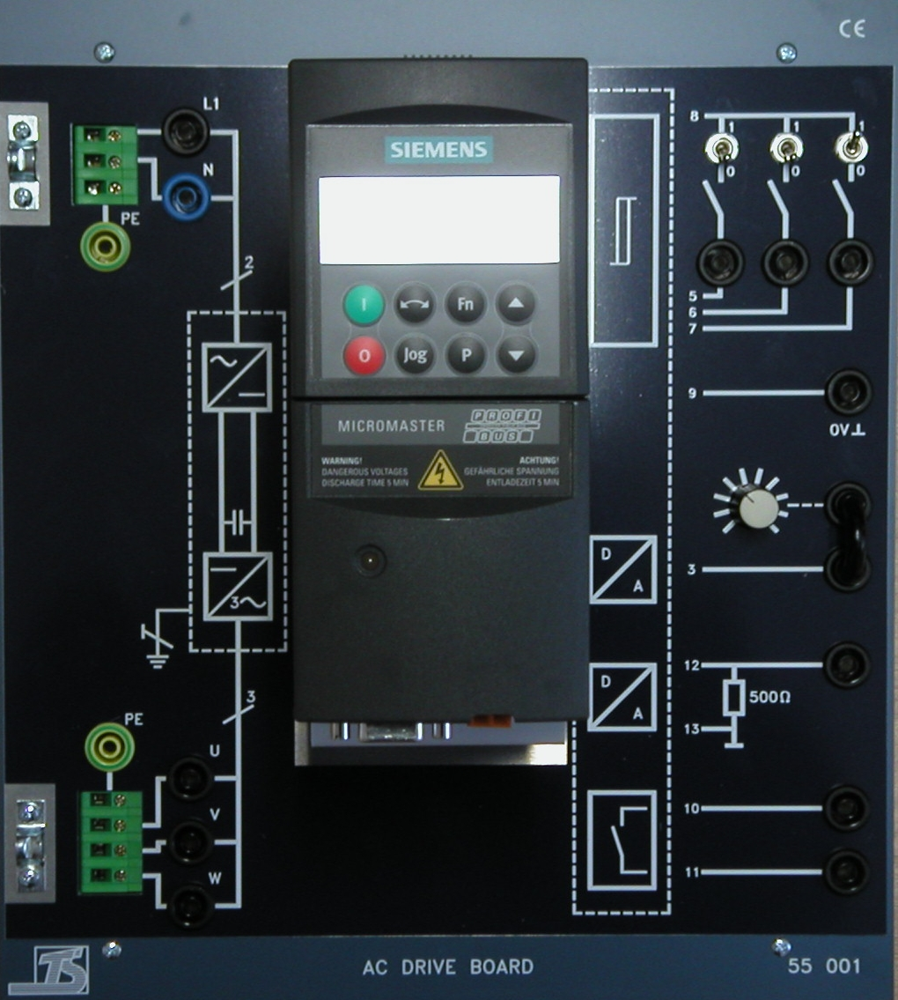 CE
L1
N
PE
2
SIEMENS
I
Fn
O
Jog
P
MICROMASTER
PROFI
BUS
WARNING!
DANGEROUS VOLTAGES
DISCHARGE TIME 5 MIN
ACHTUNG!
GEFÄHRLICHE SPANNUNG
ENTLADEZEIT 5 MIN
8
1
1
1
0
0
0
5
6
7
9
0V
3
D
A
3
12
D
A
500Ω
13
3
PE
U
V
W
10
11
TS
AC DRIVE BOARD
55 001